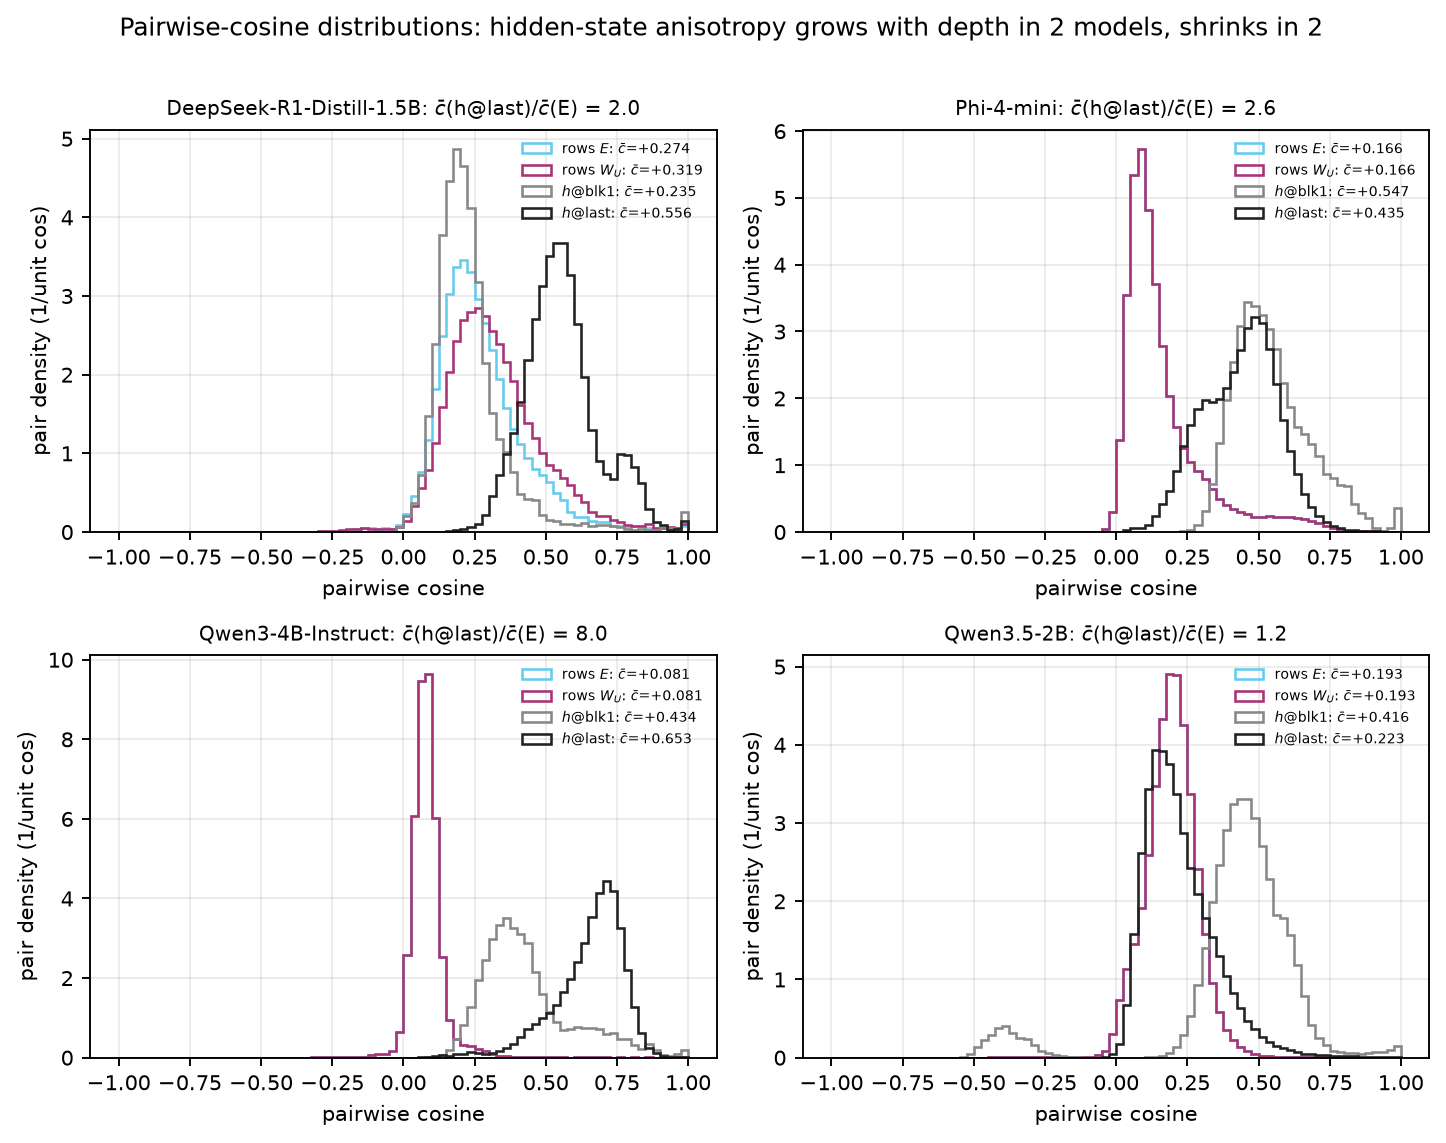 Pairwise-cosine distributions: hidden-state anisotropy grows with depth in 2 models, shrinks in 2
DeepSeek-R1-Distill-1.5B: c̄(h@last)/c̄(E) = 2.0
rows E: c̄=+0.274
rows W_U: c̄=+0.319
h@blk1: c̄=+0.235
h@last: c̄=+0.556
pair density (1/unit cos)
5
4
3
2
1
0
−1.00 −0.75 −0.50 −0.25 0.00 0.25 0.50 0.75 1.00
pairwise cosine
Phi-4-mini: c̄(h@last)/c̄(E) = 2.6
rows E: c̄=+0.166
rows W_U: c̄=+0.166
h@blk1: c̄=+0.547
h@last: c̄=+0.435
pair density (1/unit cos)
6
5
4
3
2
1
0
−1.00 −0.75 −0.50 −0.25 0.00 0.25 0.50 0.75 1.00
pairwise cosine
Qwen3-4B-Instruct: c̄(h@last)/c̄(E) = 8.0
rows E: c̄=+0.081
rows W_U: c̄=+0.081
h@blk1: c̄=+0.434
h@last: c̄=+0.653
pair density (1/unit cos)
10
8
6
4
2
0
−1.00 −0.75 −0.50 −0.25 0.00 0.25 0.50 0.75 1.00
pairwise cosine
Qwen3.5-2B: c̄(h@last)/c̄(E) = 1.2
rows E: c̄=+0.193
rows W_U: c̄=+0.193
h@blk1: c̄=+0.416
h@last: c̄=+0.223
pair density (1/unit cos)
5
4
3
2
1
0
−1.00 −0.75 −0.50 −0.25 0.00 0.25 0.50 0.75 1.00
pairwise cosine